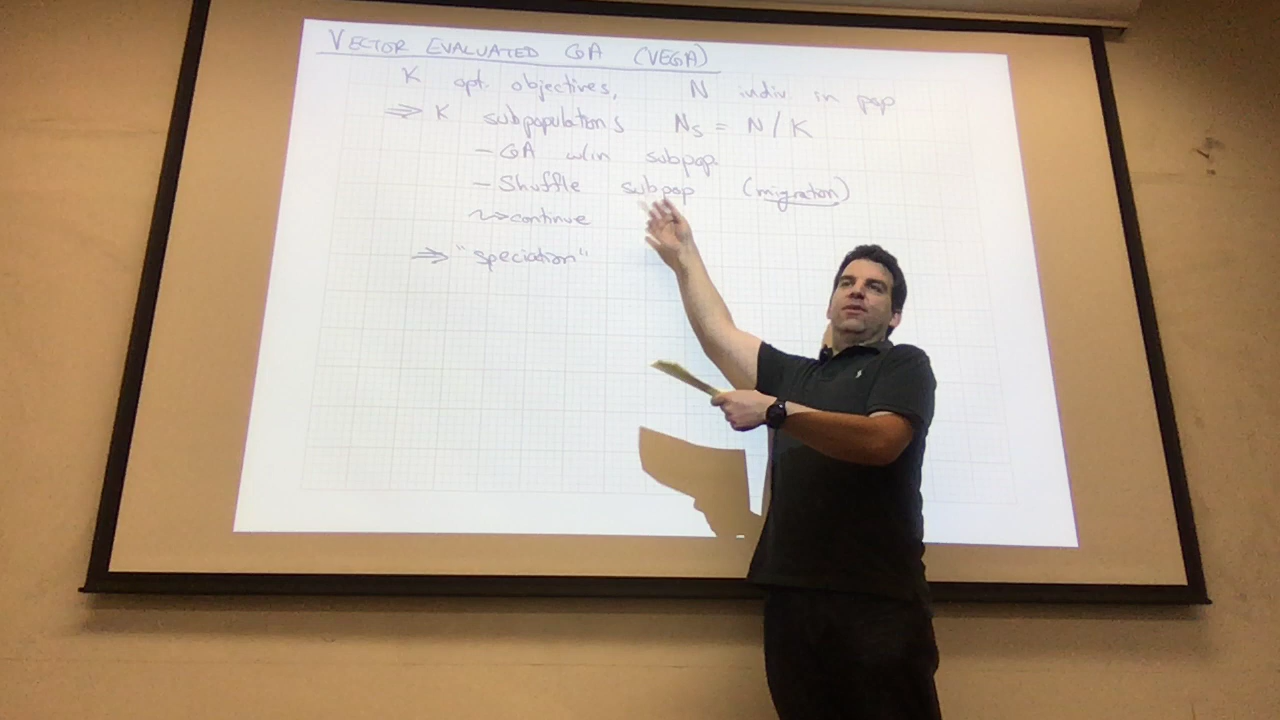 VECTOR EVALUATED GA (VEGA)
K opt. objectives, N indiv. in pop
⇒ K subpopulations Ns = N/K
- GA w/in subpop.
- Shuffle subpop (migration)
↝ continue
⇒ "speciation"